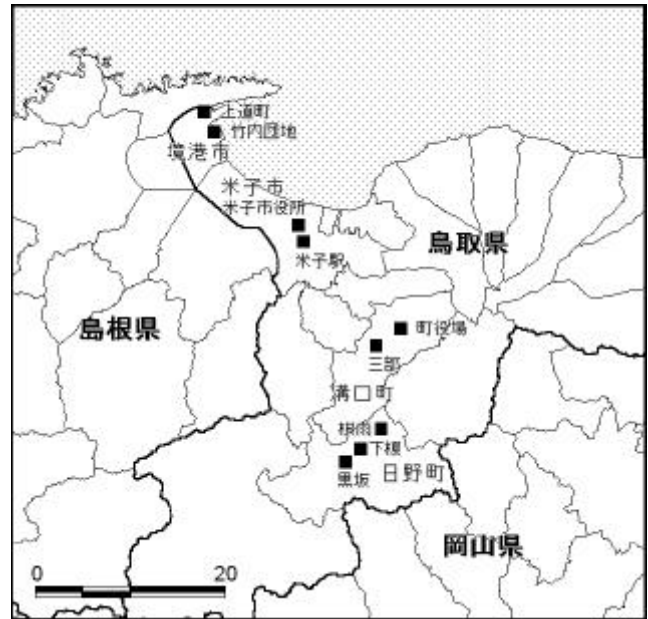 上道町
竹内団地
境港市
米子市
米子市役所
米子駅
鳥取県
島根県
町役場
三部
溝口町
根雨
下榎
黒坂
日野町
岡山県
0 20